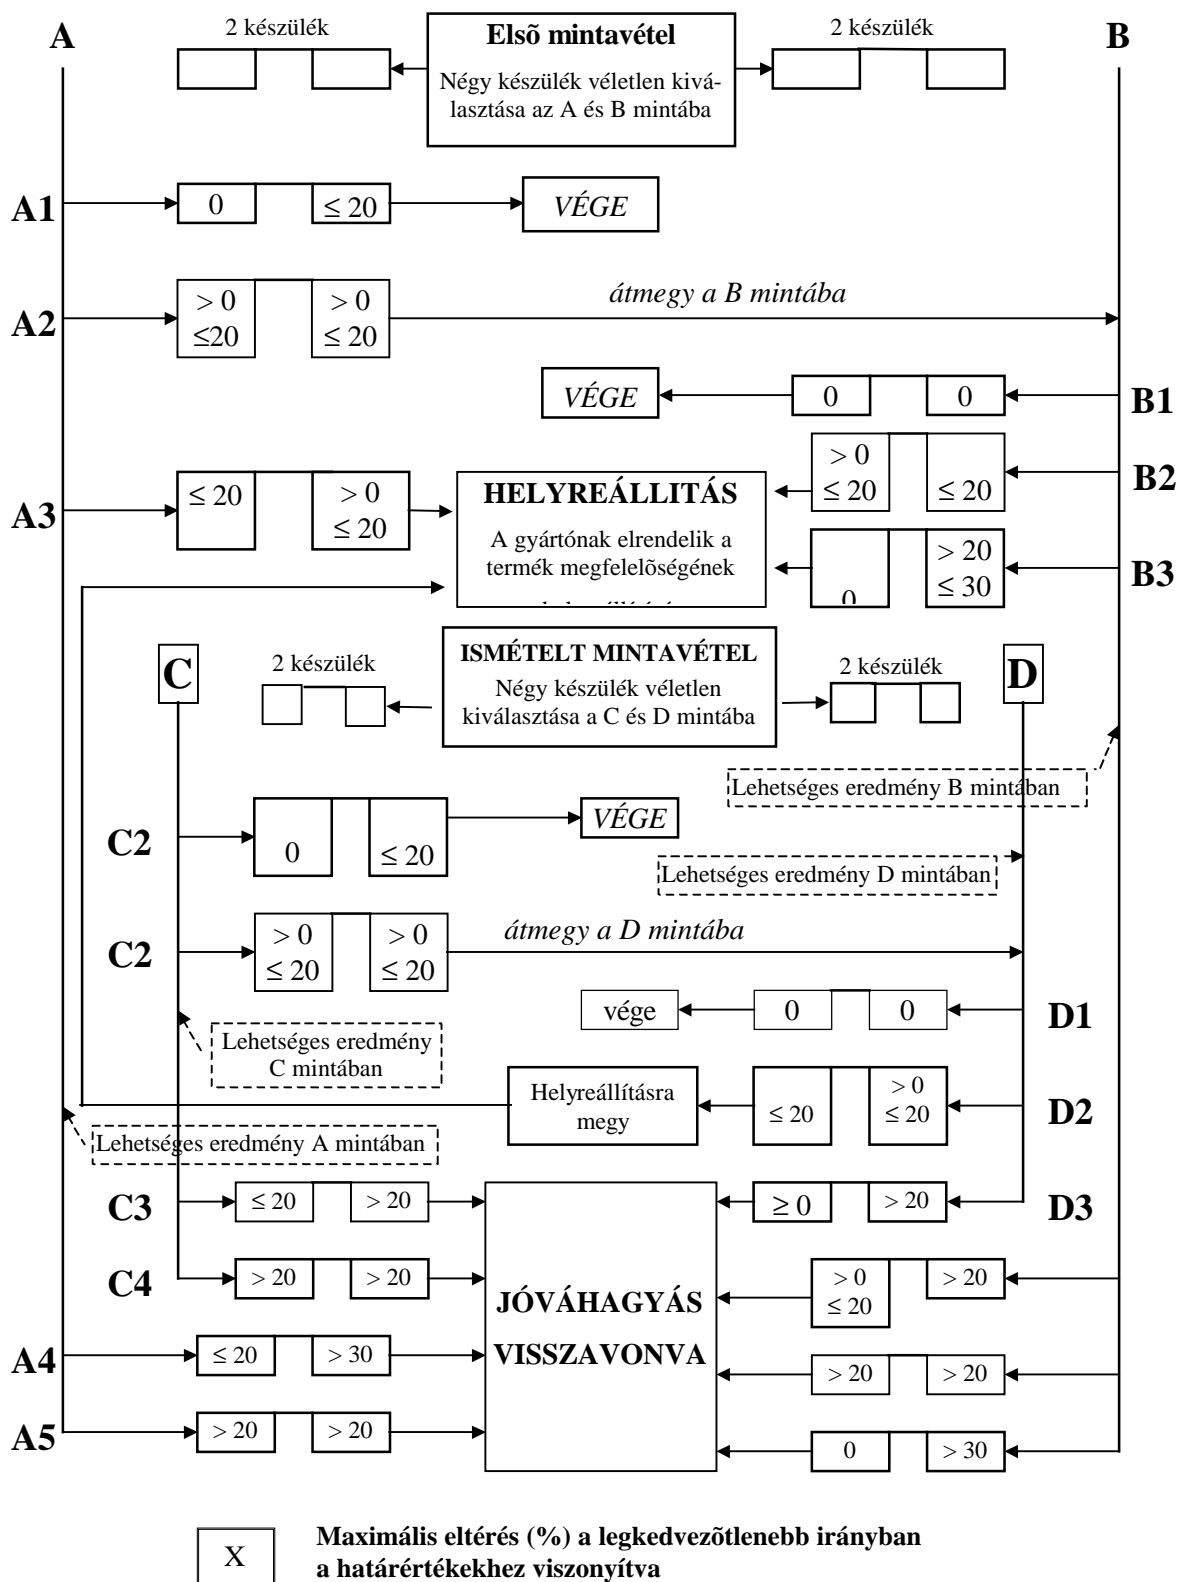 A
2 készülék
Elsõ mintavétel
2 készülék
B
Négy készülék véletlen kivá-
lasztása az A és B mintába
A1
0
≤ 20
VÉGE
A2
> 0
≤20
> 0
≤ 20
átmegy a B mintába
VÉGE
0
0
B1
> 0
≤ 20
≤ 20
B2
A3
≤ 20
> 0
≤ 20
HELYREÁLLITÁS
A gyártónak elrendelik a
termék megfelelõségének
0
> 20
≤ 30
B3
C
2 készülék
ISMÉTELT MINTAVÉTEL
Négy készülék véletlen
kiválasztása a C és D mintába
2 készülék
D
Lehetséges eredmény B mintában
C2
0
≤ 20
VÉGE
Lehetséges eredmény D mintában
C2
> 0
≤ 20
> 0
≤ 20
átmegy a D mintába
vége
0
0
D1
Lehetséges eredmény
C mintában
Helyreállításra
megy
≤ 20
> 0
≤ 20
D2
Lehetséges eredmény A mintában
C3
≤ 20
> 20
≥ 0
> 20
D3
C4
> 20
> 20
JÓVÁHAGYÁS
VISSZAVONVA
> 0
≤ 20
> 20
A4
≤ 20
> 30
> 20
> 20
A5
> 20
> 20
0
> 30
X
Maximális eltérés (%) a legkedvezõtlenebb irányban
a határértékekhez viszonyítva